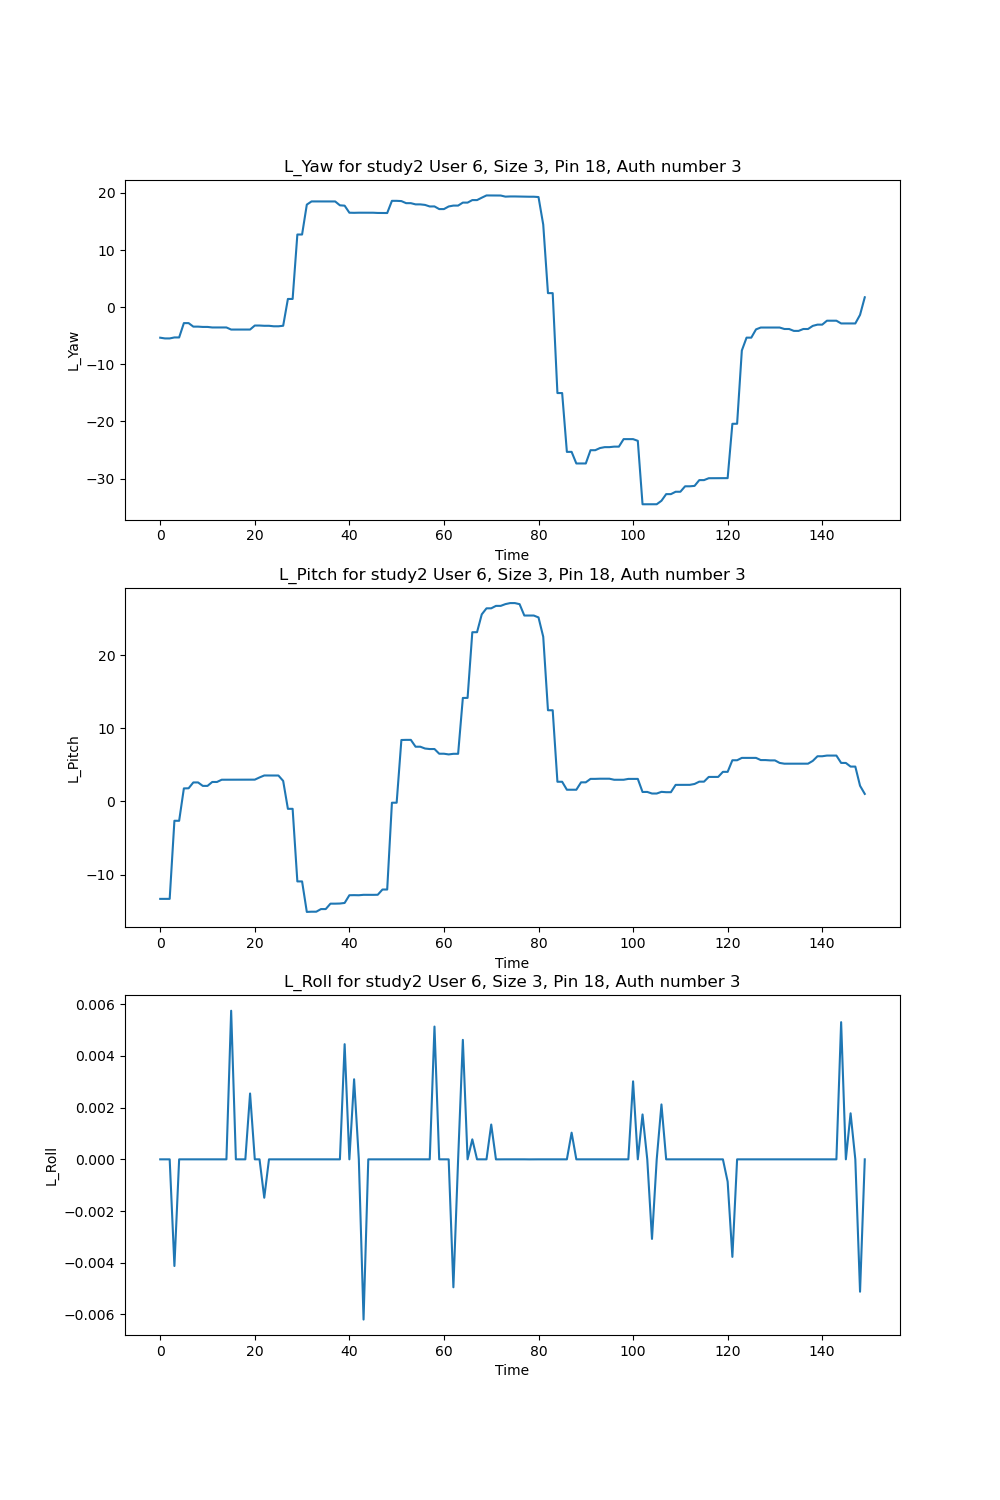 L_Yaw for study2 User 6, Size 3, Pin 18, Auth number 3
20
10
0
−10
−20
−30
L_Yaw
0 20 40 60 80 100 120 140
Time
L_Pitch for study2 User 6, Size 3, Pin 18, Auth number 3
20
10
0
−10
L_Pitch
0 20 40 60 80 100 120 140
Time
L_Roll for study2 User 6, Size 3, Pin 18, Auth number 3
0.006
0.004
0.002
0.000
−0.002
−0.004
−0.006
L_Roll
0 20 40 60 80 100 120 140
Time